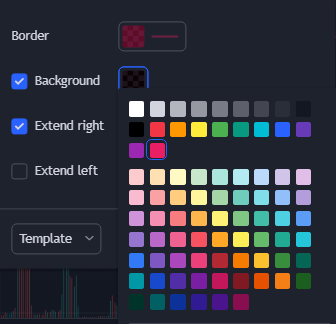 Border
Background
Extend right
Extend left
Template